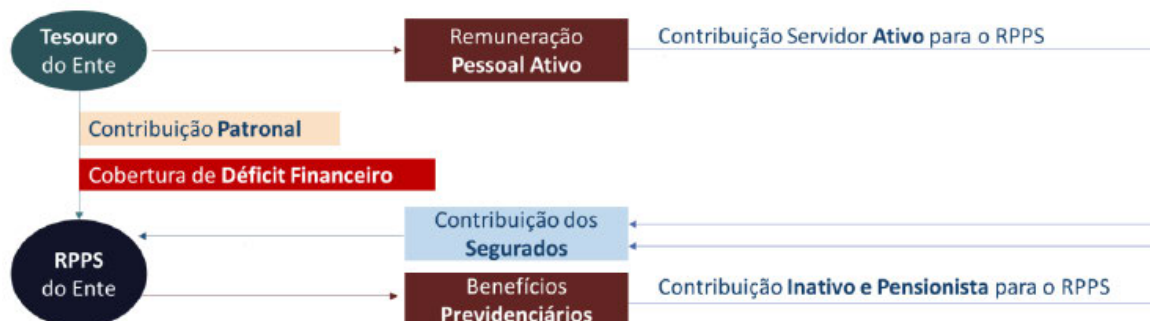 Tesouro
do Ente
Remuneração
Pessoal Ativo
Contribuição Servidor Ativo para o RPPS
Contribuição Patronal
Cobertura de Déficit Financeiro
Contribuição dos
Segurados
RPPS
do Ente
Benefícios
Previdenciários
Contribuição Inativo e Pensionista para o RPPS